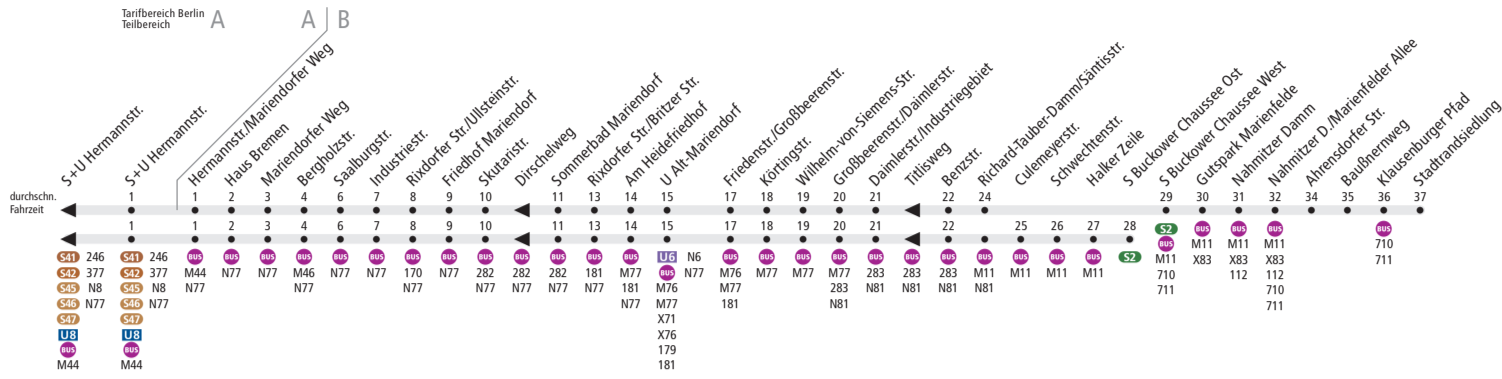 Tarifbereich Berlin
Teilbereich
A A B
S+U Hermannstr.
S+U Hermannstr.
Hermannstr./Mariendorfer Weg
Haus Bremen
Mariendorfer Weg
Bergholzstr.
Saalburgstr.
Industriestr.
Rixdorfer Str./Ullsteinstr.
Friedhof Mariendorf
Skutaristr.
Dirschelweg
Sommerbad Mariendorf
Rixdorfer Str./Britzer Str.
Am Heidefriedhof
U Alt-Mariendorf
Friedenstr./Großbeerenstr.
Körtingstr.
Wilhelm-von-Siemens-Str.
Großbeerenstr./Daimlerstr.
Daimlerstr./Industriegebiet
Titlisweg
Benzstr.
Richard-Tauber-Damm/Säntisstr.
Culemeyerstr.
Schwechtenstr.
Halker Zeile
S Buckower Chaussee Ost
S Buckower Chaussee West
Gutspark Marienfelde
Nahmitzer Damm
Nahmitzer D./Marienfelder Allee
Ahrensdorfer Str.
Baußnernweg
Klausenburger Pfad
Stadtrandsiedlung
durchschn.
Fahrzeit
1 1 2 3 4 6 7 8 9 10 11 13 14 15 17 18 19 20 21 22 24 29 30 31 32 34 35 36 37
1 1 2 3 4 6 7 8 9 10 11 13 14 15 17 18 19 20 21 22 25 26 27 28
S41 246
S42 377
S45 N8
S46 N77
S47
U8
BUS
M44
S41 246
S42 377
S45 N8
S46 N77
S47
U8
BUS
M44
BUS
M44
N77
BUS
N77
BUS
N77
BUS
M46
N77
BUS
N77
BUS
N77
BUS
170
N77
BUS
N77
BUS
282
N77
BUS
282
N77
BUS
282
N77
BUS
181
N77
BUS
M77
181
N77
U6 N6
BUS N77
M76
M77
X71
X76
179
181
BUS
M76
M77
181
BUS
M77
BUS
M77
BUS
M77
283
N81
BUS
283
N81
BUS
283
N81
BUS
283
N81
BUS
M11
N81
BUS
M11
BUS
M11
BUS
M11
S2
S2
BUS
M11
710
711
BUS
M11
X83
BUS
M11
X83
112
BUS
M11
X83
112
710
711
BUS
710
711